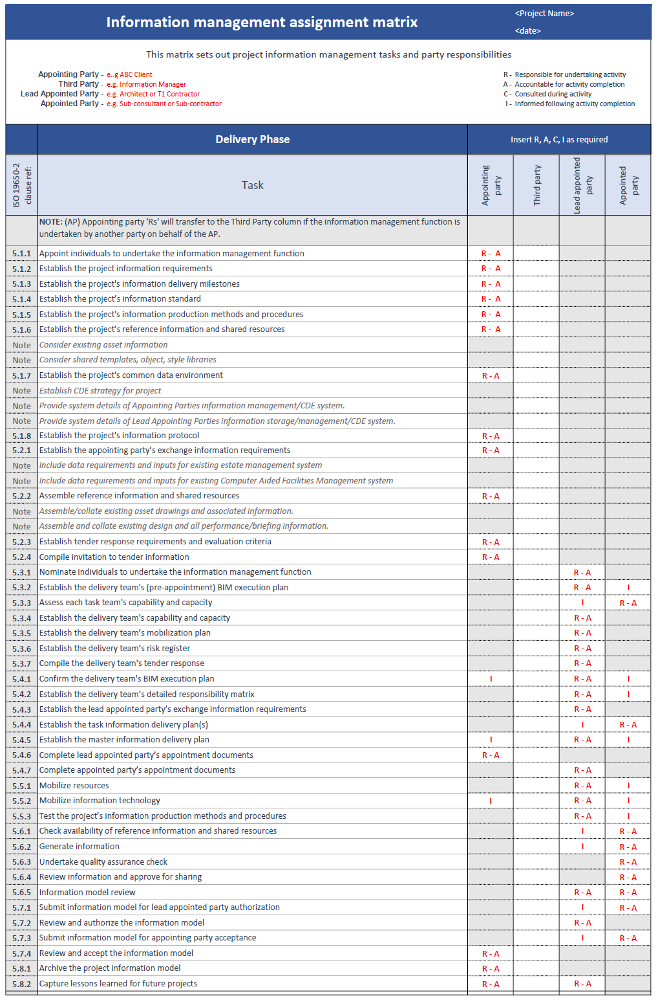 Information management assignment matrix
<Project Name>
<date>
This matrix sets out project information management tasks and party responsibilities
Appointing Party - e..g ABC Client
Third Party - e.g. Information Manager
Lead Appointed Party - e.g. Architect or T1 Contractor
Appointed Party - e.g. Sub-consultant or Sub-contractor
R - Responsible for undertaking activity
A - Accountable for activity completion
C - Consulted during activity
I - Informed following activity completion
Delivery Phase Insert R, A, C, I as required
ISO 19650-2 clause ref: Task Appointing party Third party Lead appointed party Appointed party
NOTE: (AP) Appointing party 'Rs' will transfer to the Third Party column if the information management function is
undertaken by another party on behalf of the AP.
5.1.1 Appoint individuals to undertake the information management function R - A
5.1.2 Establish the project information requirements R - A
5.1.3 Establish the project's information delivery milestones R - A
5.1.4 Establish the project’s information standard R - A
5.1.5 Establish the project's information production methods and procedures R - A
5.1.6 Establish the project’s reference information and shared resources R - A
Note Consider existing asset information
Note Consider shared templates, object, style libraries
5.1.7 Establish the project's common data environment R - A
Note Establish CDE strategy for project
Note Provide system details of Appointing Parties information management/CDE system.
Note Provide system details of Lead Appointing Parties information storage/management/CDE system.
5.1.8 Establish the project's information protocol R - A
5.2.1 Establish the appointing party’s exchange information requirements R - A
Note Include data requirements and inputs for existing estate management system
Note Include data requirements and inputs for existing Computer Aided Facilities Management system
5.2.2 Assemble reference information and shared resources R - A
Note Assemble/collate existing asset drawings and associated information.
Note Assemble and collate existing design and all performance/briefing information.
5.2.3 Establish tender response requirements and evaluation criteria R - A
5.2.4 Compile invitation to tender information R - A
5.3.1 Nominate individuals to undertake the information management function R - A
5.3.2 Establish the delivery team's (pre-appointment) BIM execution plan R - A I
5.3.3 Assess each task team's capability and capacity I R - A
5.3.4 Establish the delivery team's capability and capacity R - A
5.3.5 Establish the delivery team’s mobilization plan R - A
5.3.6 Establish the delivery team’s risk register R - A
5.3.7 Compile the delivery team's tender response R - A
5.4.1 Confirm the delivery team's BIM execution plan I R - A I
5.4.2 Establish the delivery team’s detailed responsibility matrix R - A I
5.4.3 Establish the lead appointed party’s exchange information requirements R - A
5.4.4 Establish the task information delivery plan(s) I R - A
5.4.5 Establish the master information delivery plan I R - A I
5.4.6 Complete lead appointed party’s appointment documents R - A
5.4.7 Complete appointed party’s appointment documents R - A
5.5.1 Mobilize resources R - A I
5.5.2 Mobilize information technology I R - A I
5.5.3 Test the project’s information production methods and procedures R - A I
5.6.1 Check availability of reference information and shared resources I R - A
5.6.2 Generate information I R - A
5.6.3 Undertake quality assurance check R - A
5.6.4 Review information and approve for sharing R - A
5.6.5 Information model review R - A R - A
5.7.1 Submit information model for lead appointed party authorization I R - A
5.7.2 Review and authorize the information model R - A
5.7.3 Submit information model for appointing party acceptance I R - A
5.7.4 Review and accept the information model R - A
5.8.1 Archive the project information model R - A
5.8.2 Capture lessons learned for future projects R - A R - A